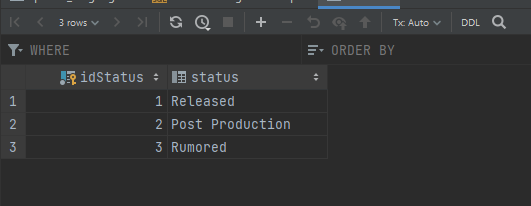 3 rows Tx: Auto DDL
WHERE ORDER BY
idStatus status
1 1 Released
2 2 Post Production
3 3 Rumored